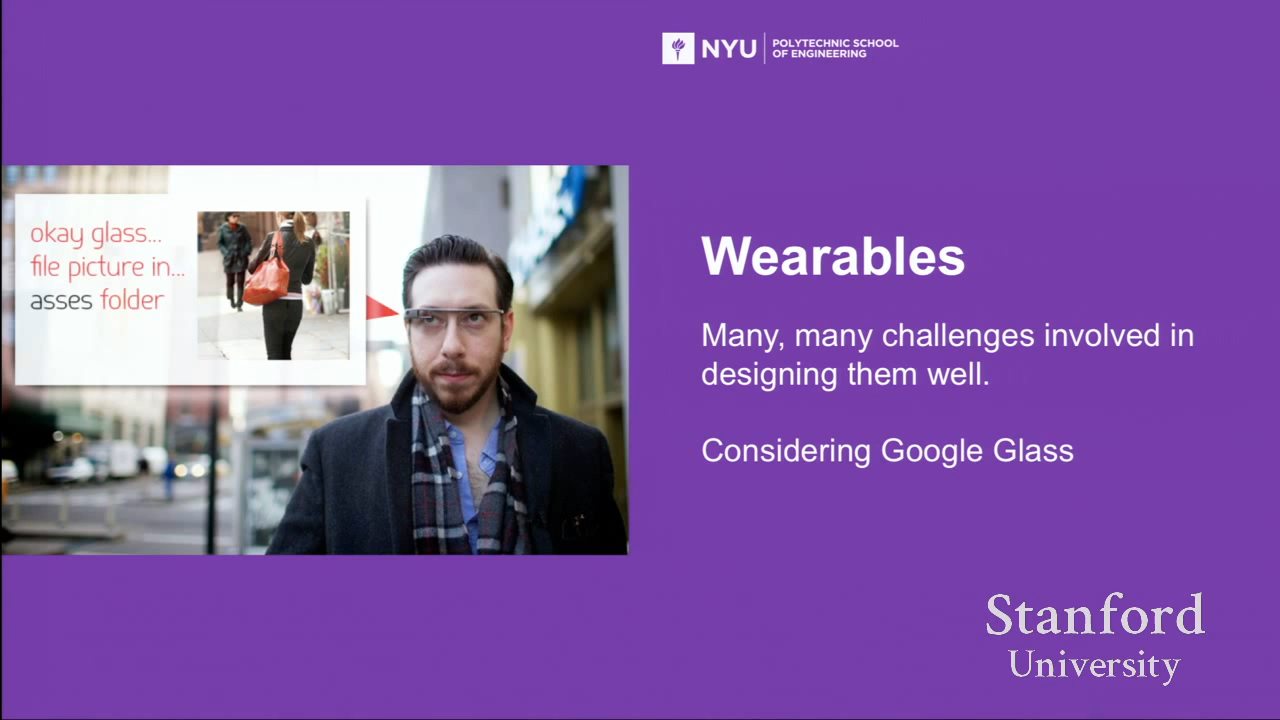 NYU
POLYTECHNIC SCHOOL
OF ENGINEERING
okay glass...
file picture in...
asses folder
Wearables
Many, many challenges involved in
designing them well.
Considering Google Glass
Stanford
University